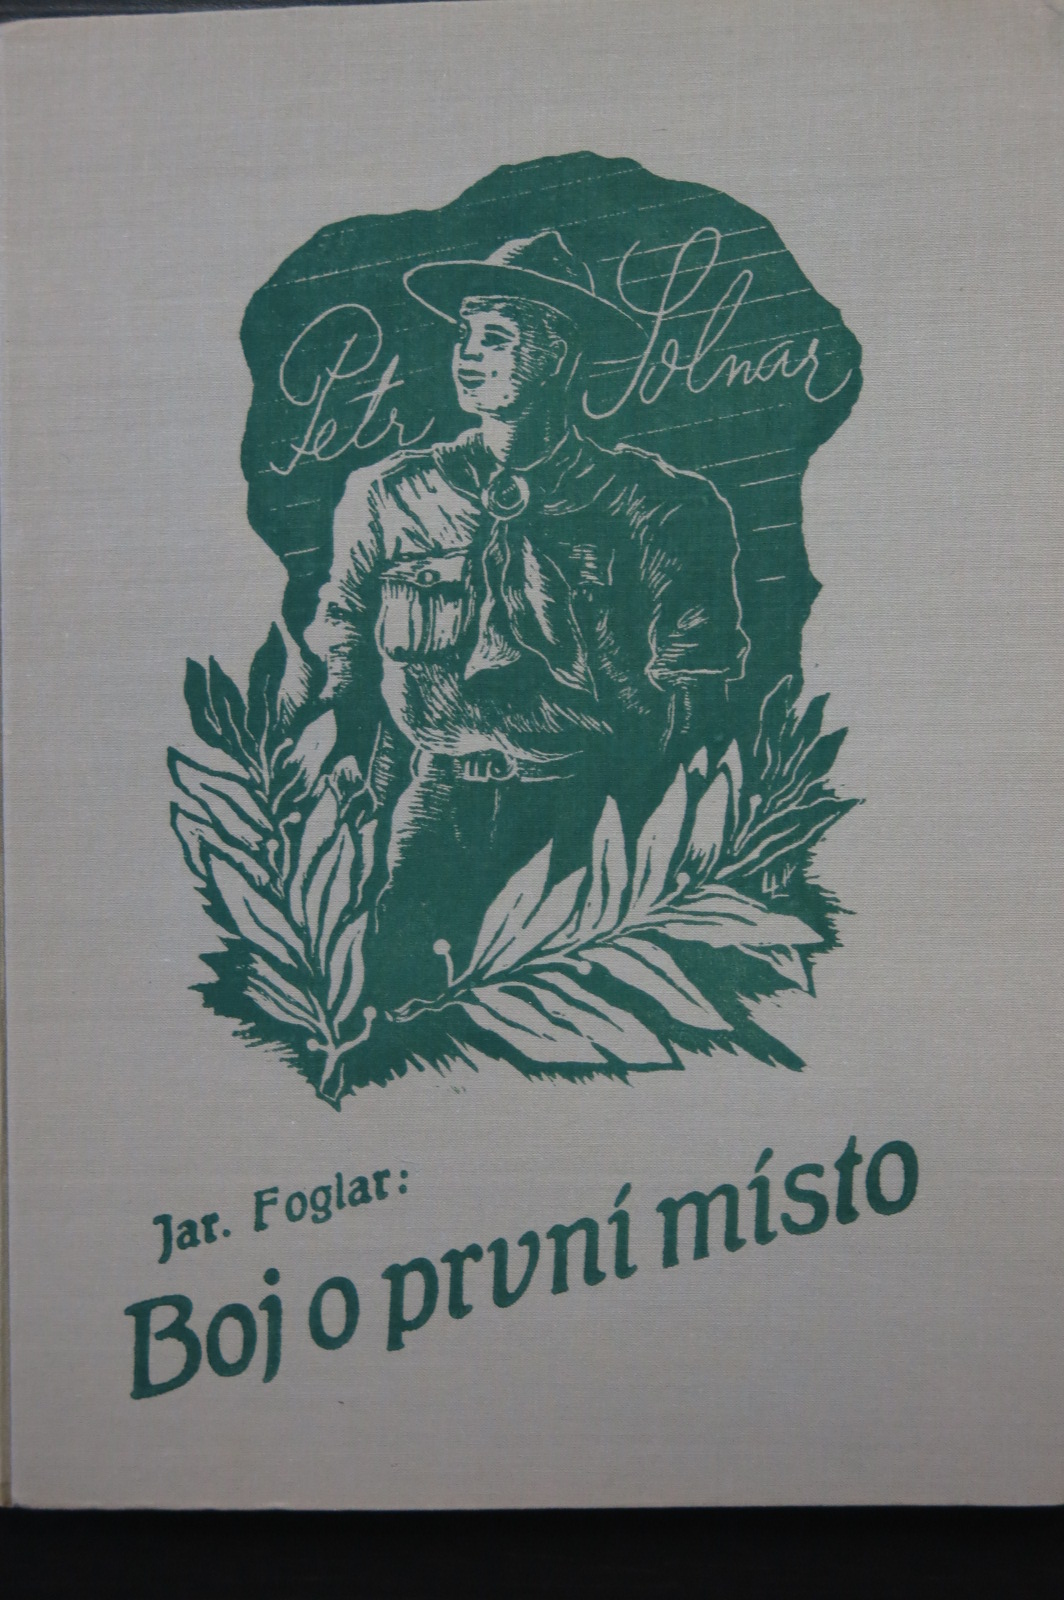 Petr Solnar
Jar. Foglar:
Boj o první místo